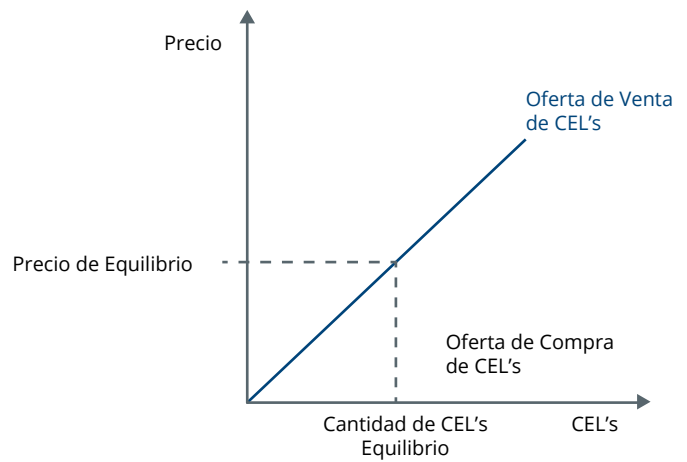 Precio
Oferta de Venta
de CEL’s
Precio de Equilibrio
Oferta de Compra
de CEL’s
Cantidad de CEL’s
Equilibrio
CEL’s